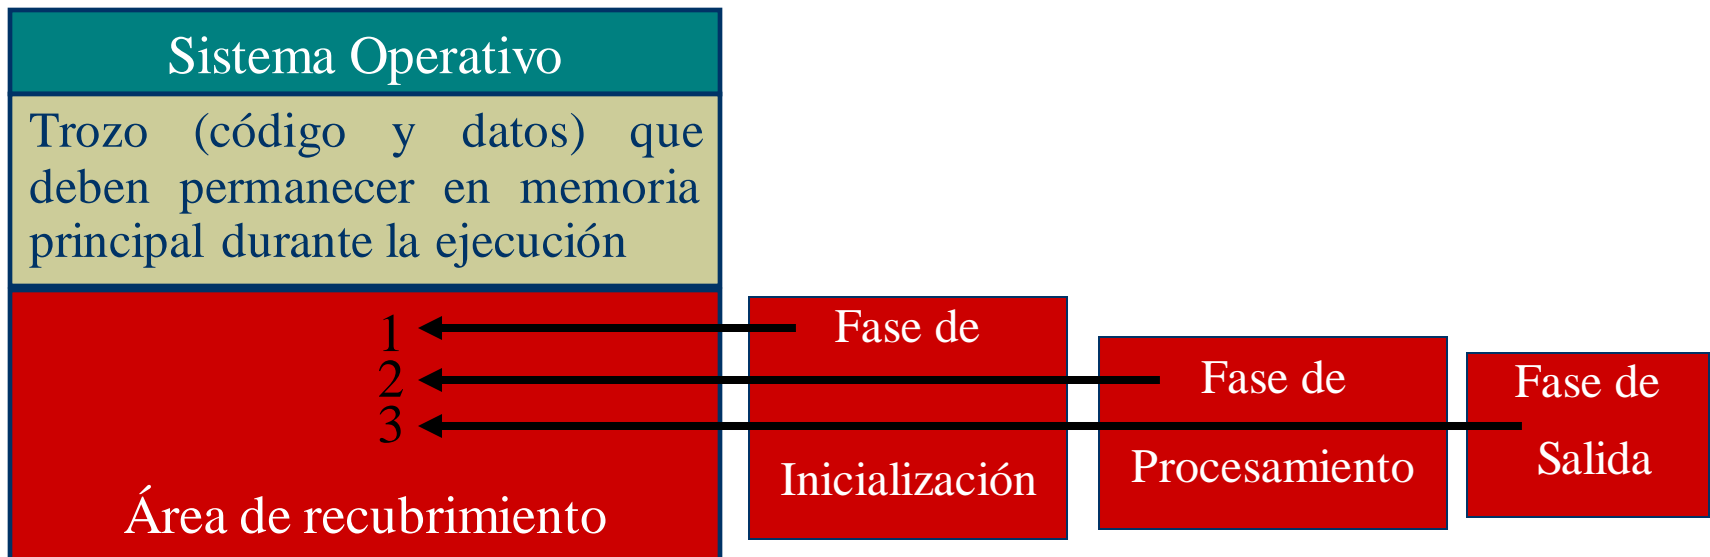 Sistema Operativo
Trozo (código y datos) que
deben permanecer en memoria
principal durante la ejecución
1
2
3
Área de recubrimiento
Fase de
Inicialización
Fase de
Procesamiento
Fase de
Salida